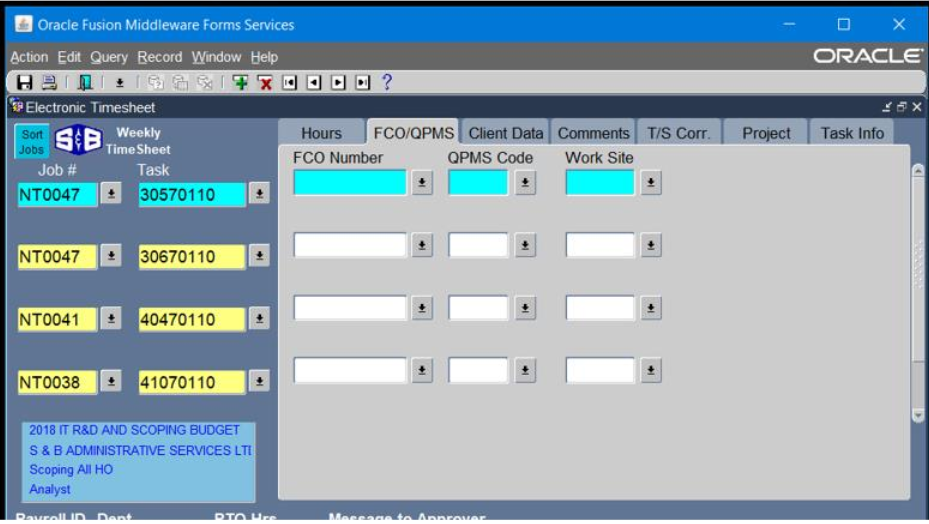 Oracle Fusion Middleware Forms Services
Action Edit Query Record Window Help
ORACLE
Electronic Timesheet
Sort Jobs
S&B
Weekly
TimeSheet
Hours FCO/QPMS Client Data Comments T/S Corr. Project Task Info
Job # Task
FCO Number QPMS Code Work Site
NT0047 30570110
NT0047 30670110
NT0041 40470110
NT0038 41070110
2018 IT R&D AND SCOPING BUDGET
S & B ADMINISTRATIVE SERVICES LTD
Scoping All HO
Analyst
Payroll ID Dept PTO Hrs Message to Approver